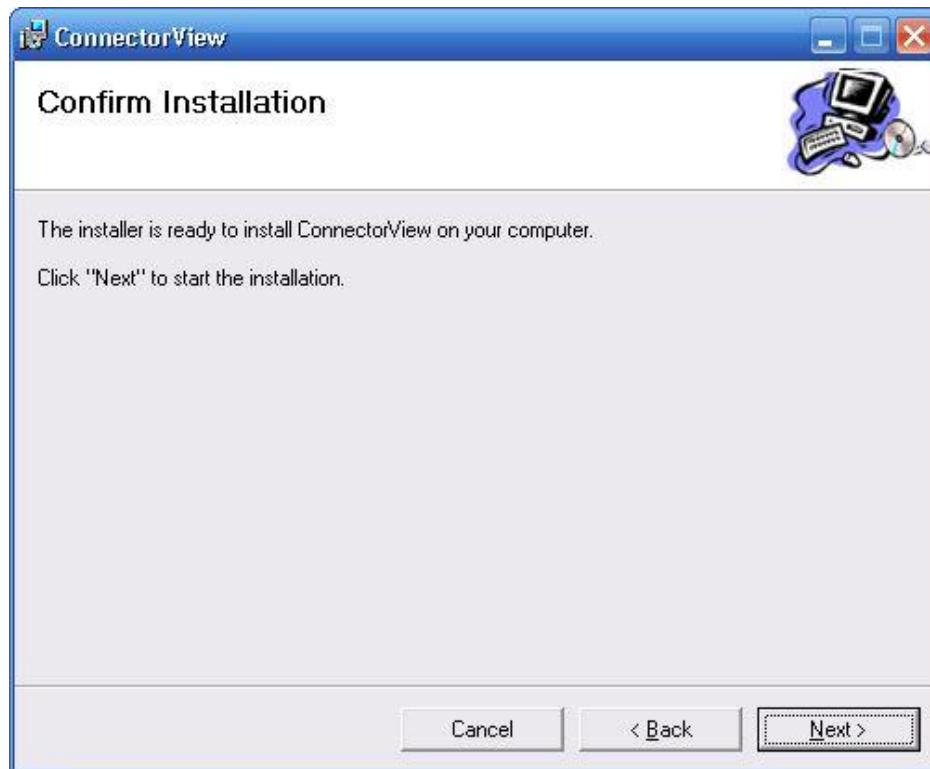 ConnectorView
Confirm Installation
The installer is ready to install ConnectorView on your computer.
Click "Next" to start the installation.
Cancel
< Back
Next >